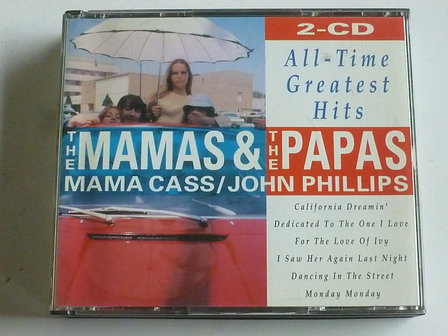 2-CD
All-Time
Greatest
Hits
THE MAMAS & THE PAPAS
MAMA CASS/JOHN PHILLIPS
California Dreamin'
Dedicated To The One I Love
For The Love Of Ivy
I Saw Her Again Last Night
Dancing In The Street
Monday Monday